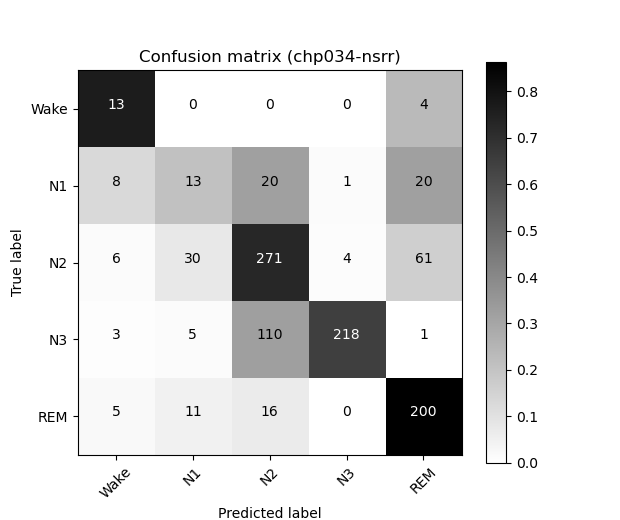 Confusion matrix (chp034-nsrr)
Wake 13 0 0 0 4
N1 8 13 20 1 20
N2 6 30 271 4 61
N3 3 5 110 218 1
REM 5 11 16 0 200
Wake N1 N2 N3 REM
Predicted label
True label
0.8
0.7
0.6
0.5
0.4
0.3
0.2
0.1
0.0